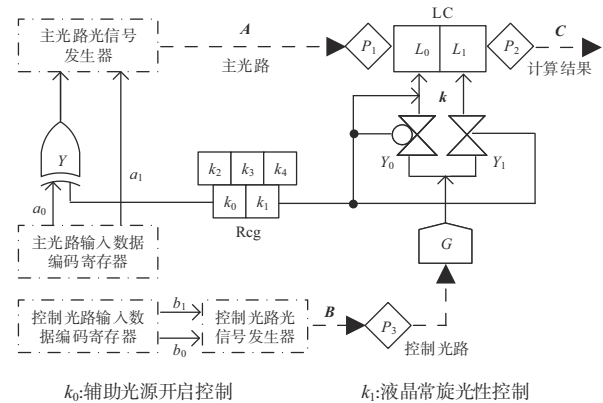 主光路光信号
发生器
A
主光路
P1
LC
L0 L1
P2
C
计算结果
k
Y
Y0
Y1
a0
a1
k2 k3 k4
k0 k1
Rcg
G
主光路输入数据
编码寄存器
控制光路输入数
据编码寄存器
b1
b0
控制光路光
信号发生器
B
P3
控制光路
k0:辅助光源开启控制
k1:液晶常旋光性控制